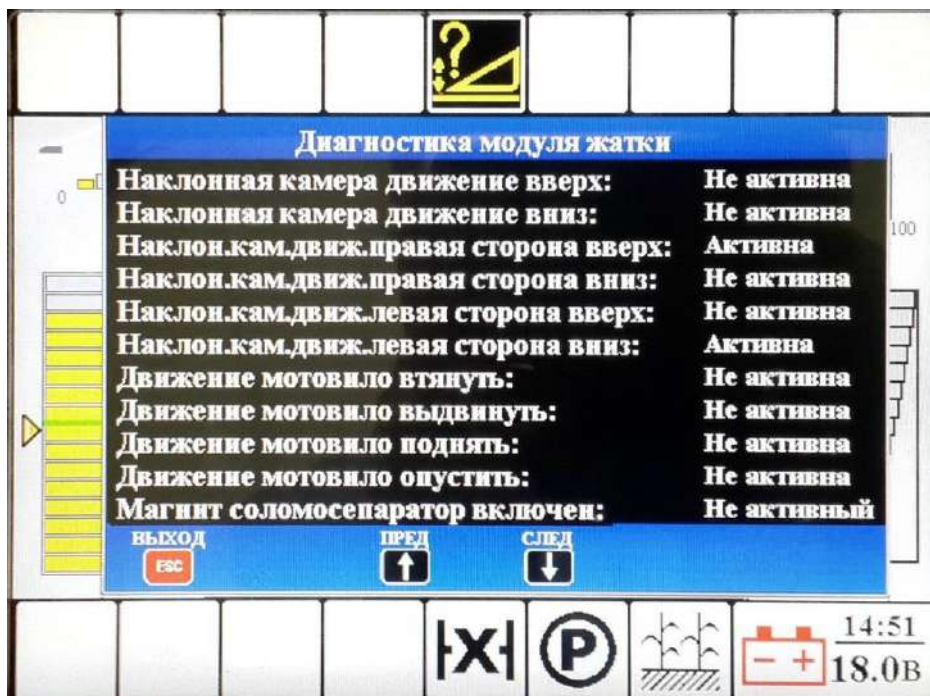 ?
Диагностика модуля жатки
0
100
Наклонная камера движение вверх: Не активна
Наклонная камера движение вниз: Не активна
Наклон.кам.движ.правая сторона вверх: Активна
Наклон.кам.движ.правая сторона вниз: Не активна
Наклон.кам.движ.левая сторона вверх: Не активна
Наклон.кам.движ.левая сторона вниз: Активна
Движение мотовило втянуть: Не активна
Движение мотовило выдвинуть: Не активна
Движение мотовило поднять: Не активна
Движение мотовило опустить: Не активна
Магнит соломосепаратор включен: Не активный
ВЫХОД ПРЕД СЛЕД
ESC
X P - + 14:51
18.0В